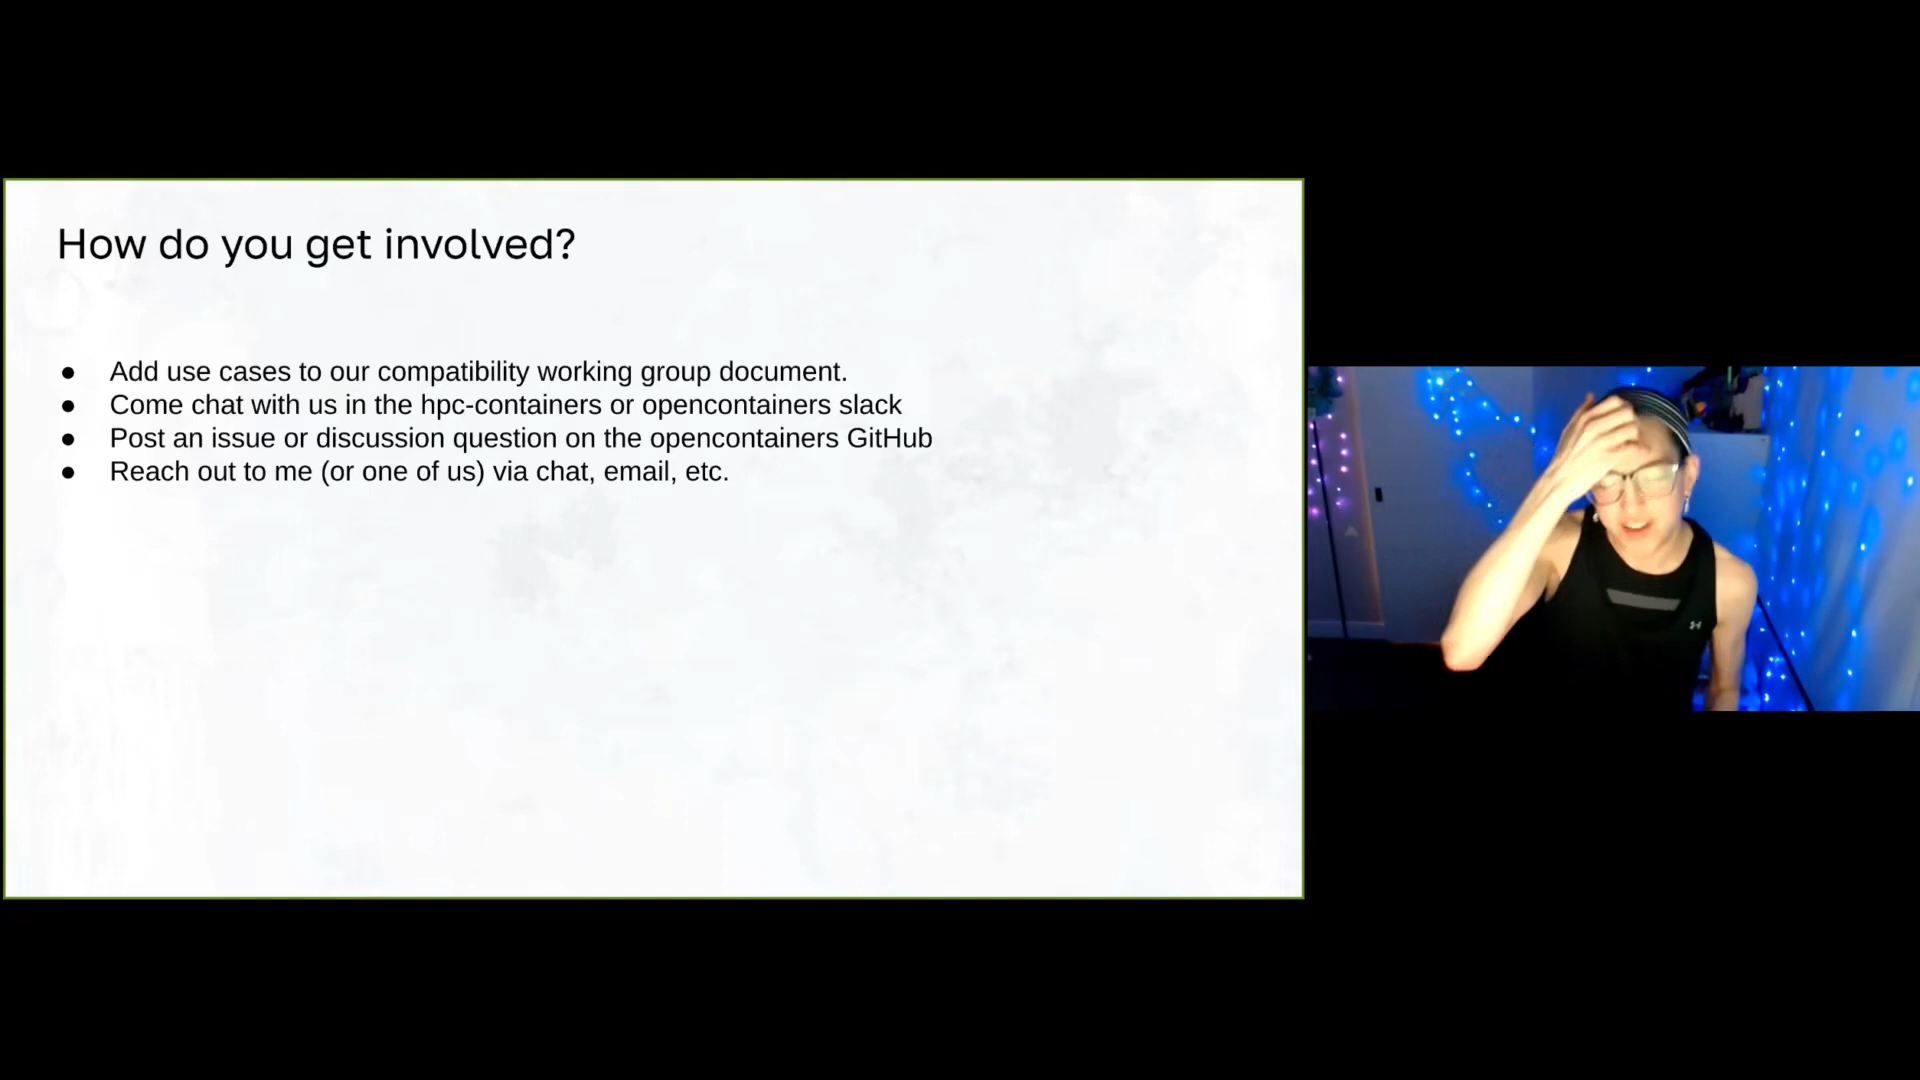 How do you get involved?
● Add use cases to our compatibility working group document.
● Come chat with us in the hpc-containers or opencontainers slack
● Post an issue or discussion question on the opencontainers GitHub
● Reach out to me (or one of us) via chat, email, etc.